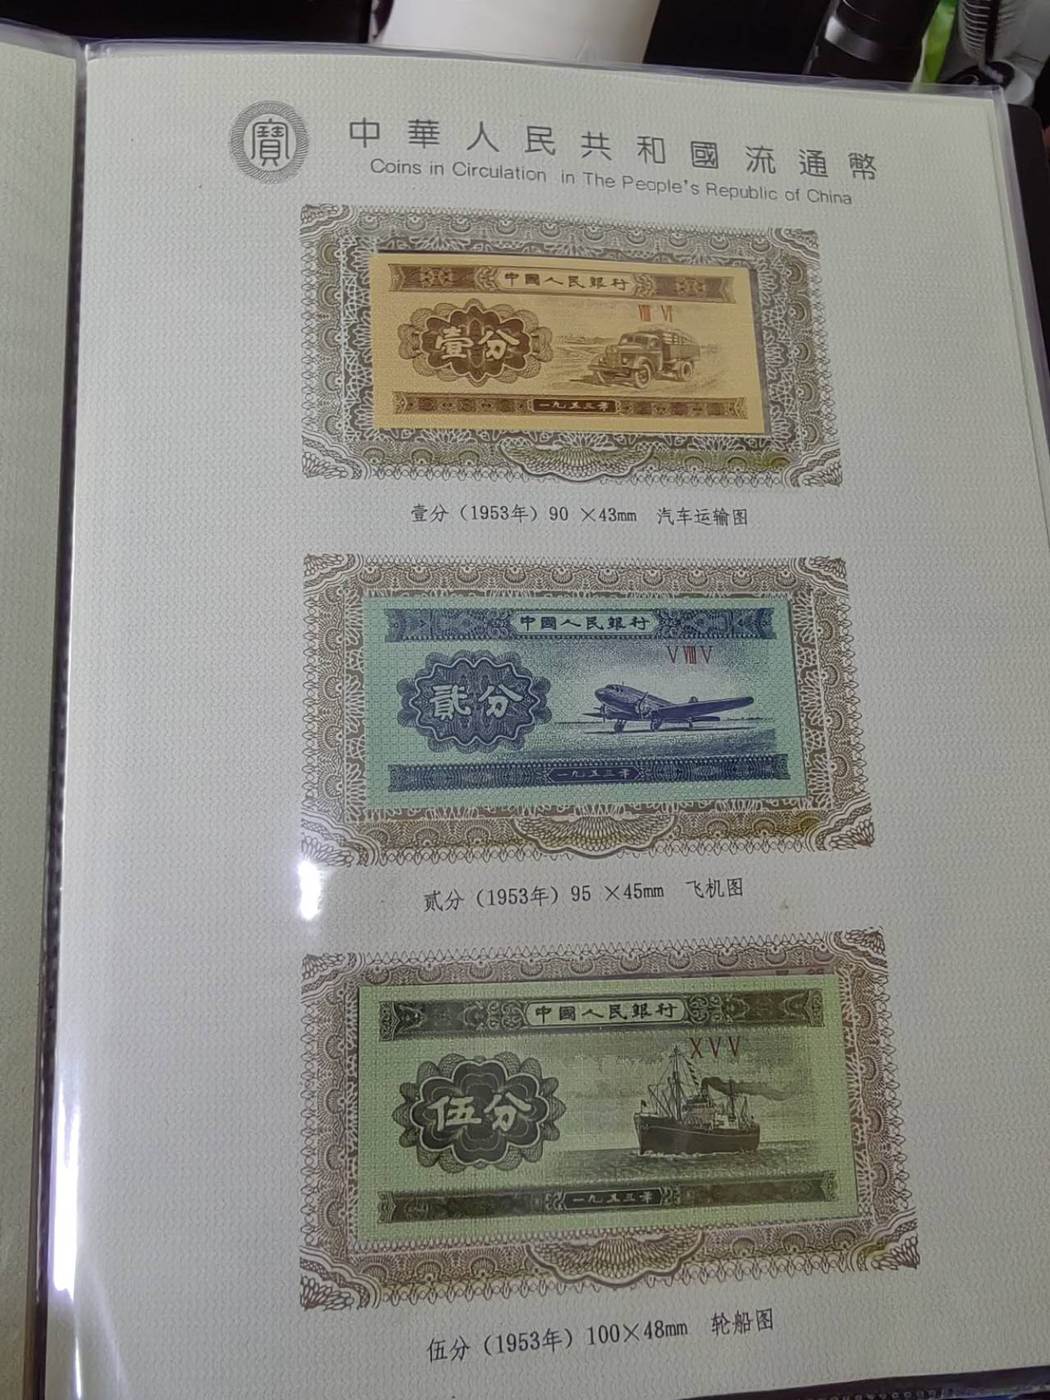 寶
中華人民共和國流通幣
Coins in Circulation in The People's Republic of China
中國人民銀行
VIII VI
壹分
一九五三年
壹分（1953年）90 ×43mm 汽车运输图
中國人民銀行
V VIII V
貳分
一九五三年
贰分（1953年）95 ×45mm 飞机图
中國人民銀行
X V V
伍分
一九五三年
伍分（1953年）100×48mm 轮船图